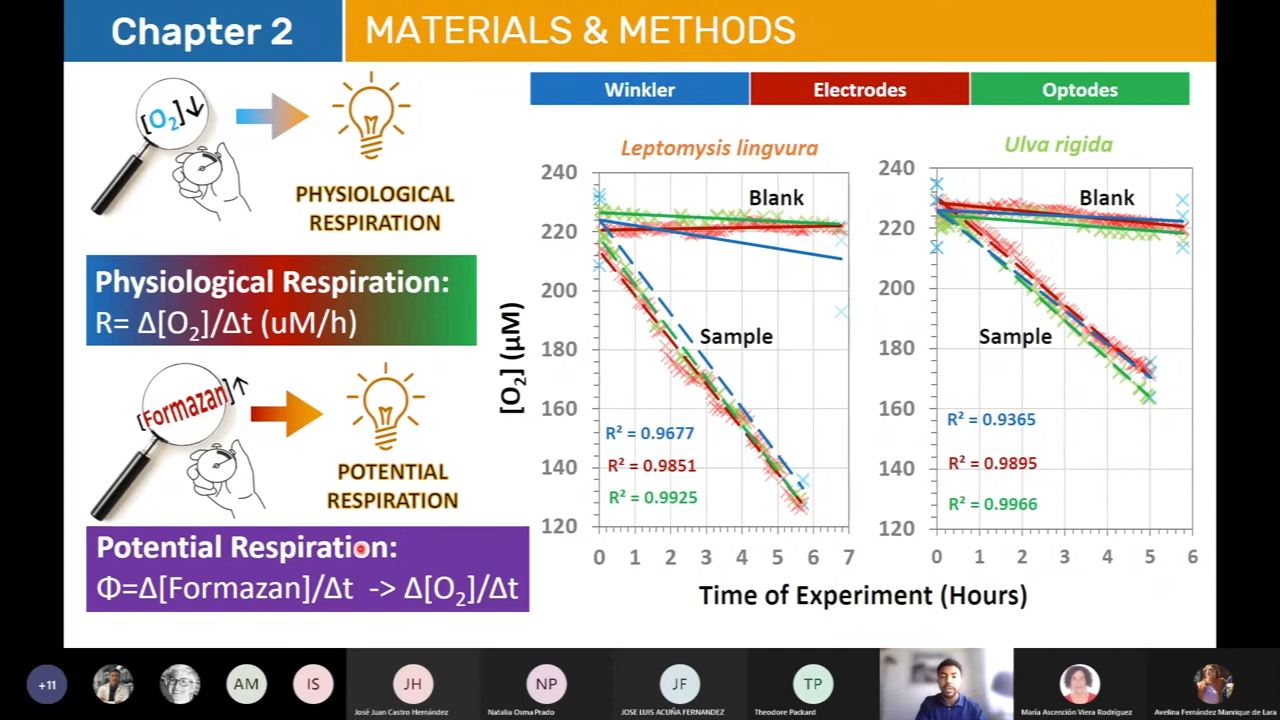 Chapter 2
MATERIALS & METHODS
[O₂]↓
PHYSIOLOGICAL
RESPIRATION
Physiological Respiration:
R= Δ[O₂]/Δt (uM/h)
[Formazan]↑
POTENTIAL
RESPIRATION
Potential Respiration:
Φ=Δ[Formazan]/Δt -> Δ[O₂]/Δt
Winkler
Electrodes
Optodes
Leptomysis lingvura
[O₂] (µM)
240
220
200
180
160
140
120
Blank
Sample
R² = 0.9677
R² = 0.9851
R² = 0.9925
0 1 2 3 4 5 6 7
Ulva rigida
240
220
200
180
160
140
120
Blank
Sample
R² = 0.9365
R² = 0.9895
R² = 0.9966
0 1 2 3 4 5 6
Time of Experiment (Hours)
+11
AM
IS
JH
José Juan Castro Hernández
NP
Natalia Osma Prado
JF
JOSE LUIS ACUÑA FERNANDEZ
TP
Theodore Packard
María Ascención Viera Rodríguez
Avelina Fernández Manrique de Lara